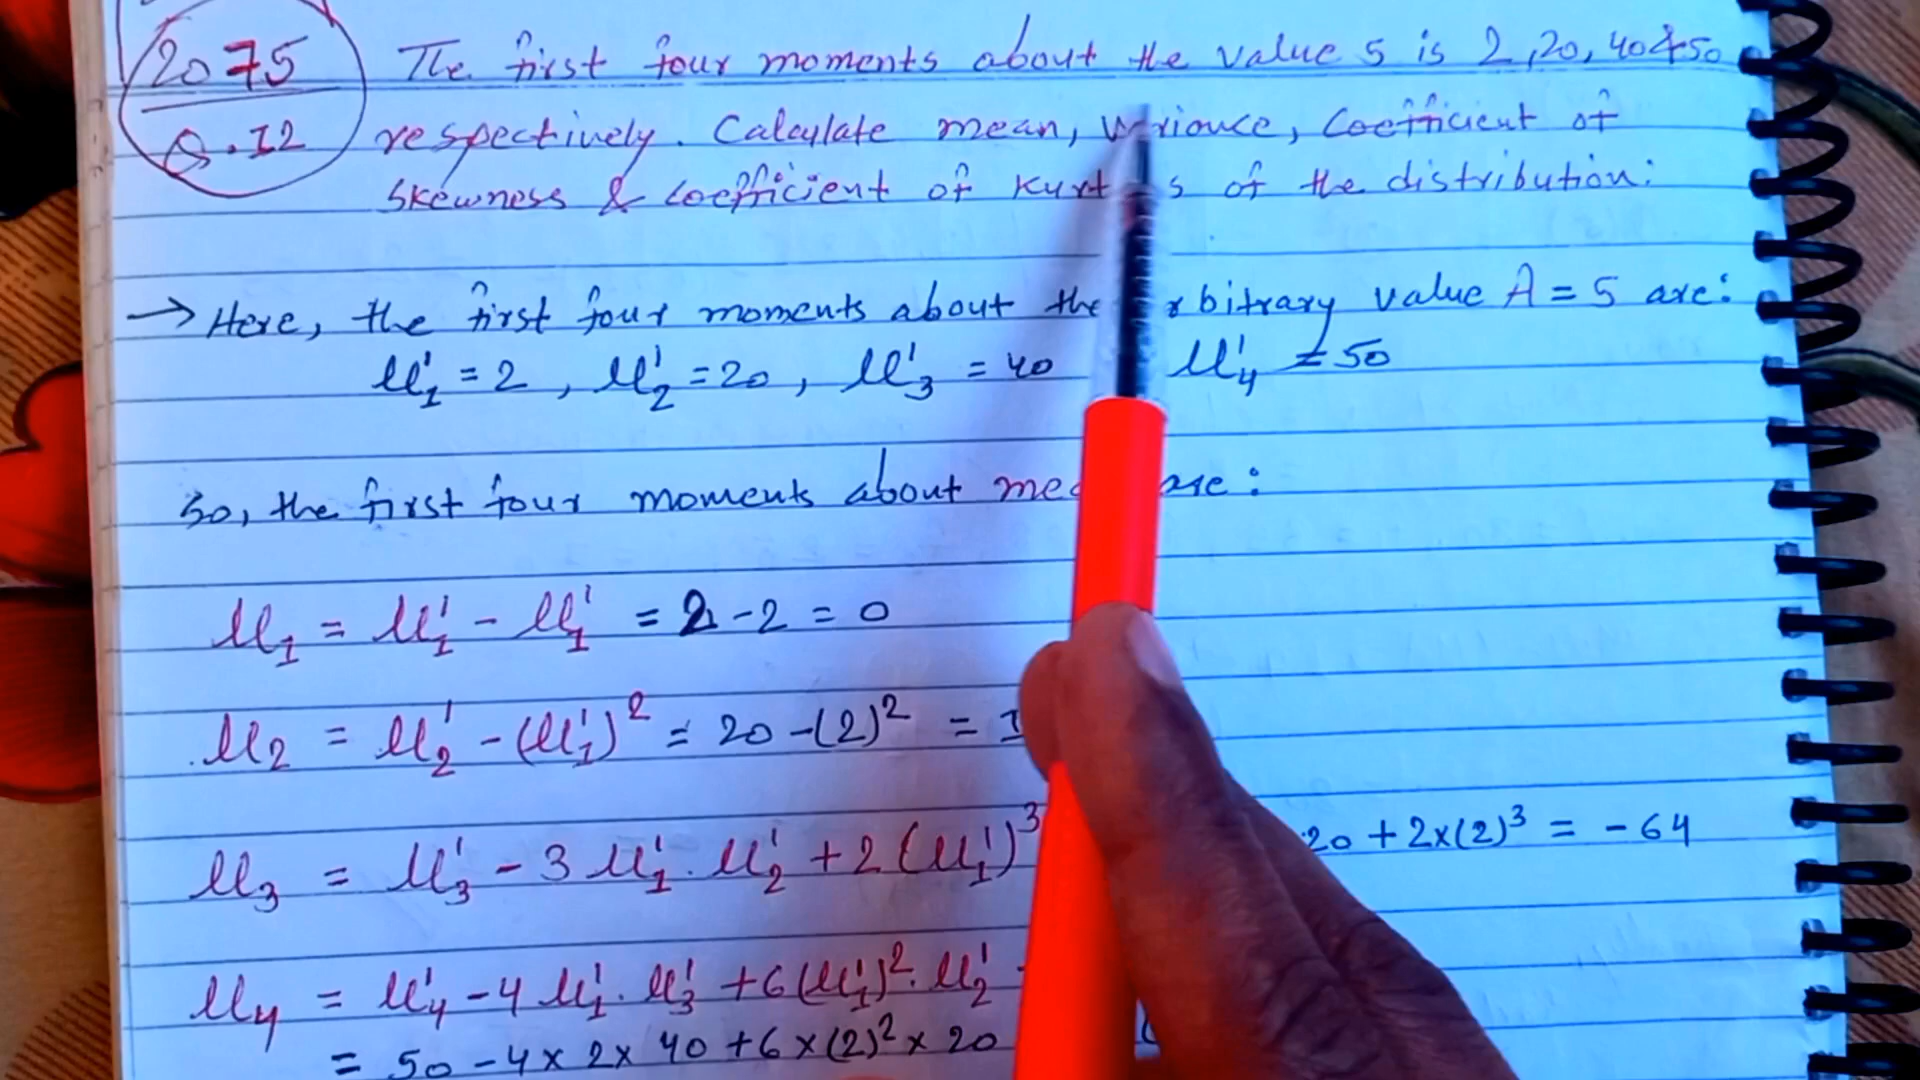 2075 The first four moments about the value 5 is 2, 20, 40 & 50
Q.12 respectively. Calculate mean, variance, Coefficient of
skewness & Coefficient of Kurt s of the distribution:
→ Here, the first four moments about the rbitrary value A = 5 are:
μ'₁ = 2 , μ'₂ = 20 , μ'₃ = 40 μ'₄ = 50
So, the first four moments about me are:
μ₁ = μ'₁ - μ'₁ = 2 - 2 = 0
μ₂ = μ'₂ - (μ'₁)² = 20 - (2)² = 1
μ₃ = μ'₃ - 3 μ'₁ . μ'₂ + 2 (μ'₁)³ 20 + 2×(2)³ = - 64
μ₄ = μ'₄ - 4 μ'₁ . μ'₃ + 6 (μ'₁)² . μ'₂ -
= 50 - 4 × 2 × 40 + 6 × (2)² × 20